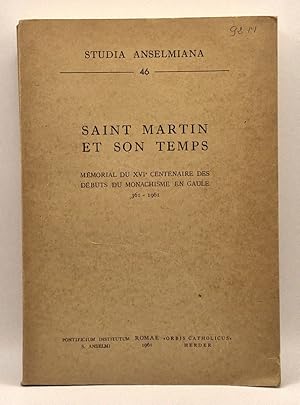 STUDIA ANSELMIANA
46
SAINT MARTIN
ET SON TEMPS
MÉMORIAL DU XVIe CENTENAIRE DES
DÉBUTS DU MONACHISME EN GAULE
361 - 1961
PONTIFICIUM INSTITUTUM ROMAE «ORBIS CATHOLICUS»
S. ANSELMI 1961 HERDER